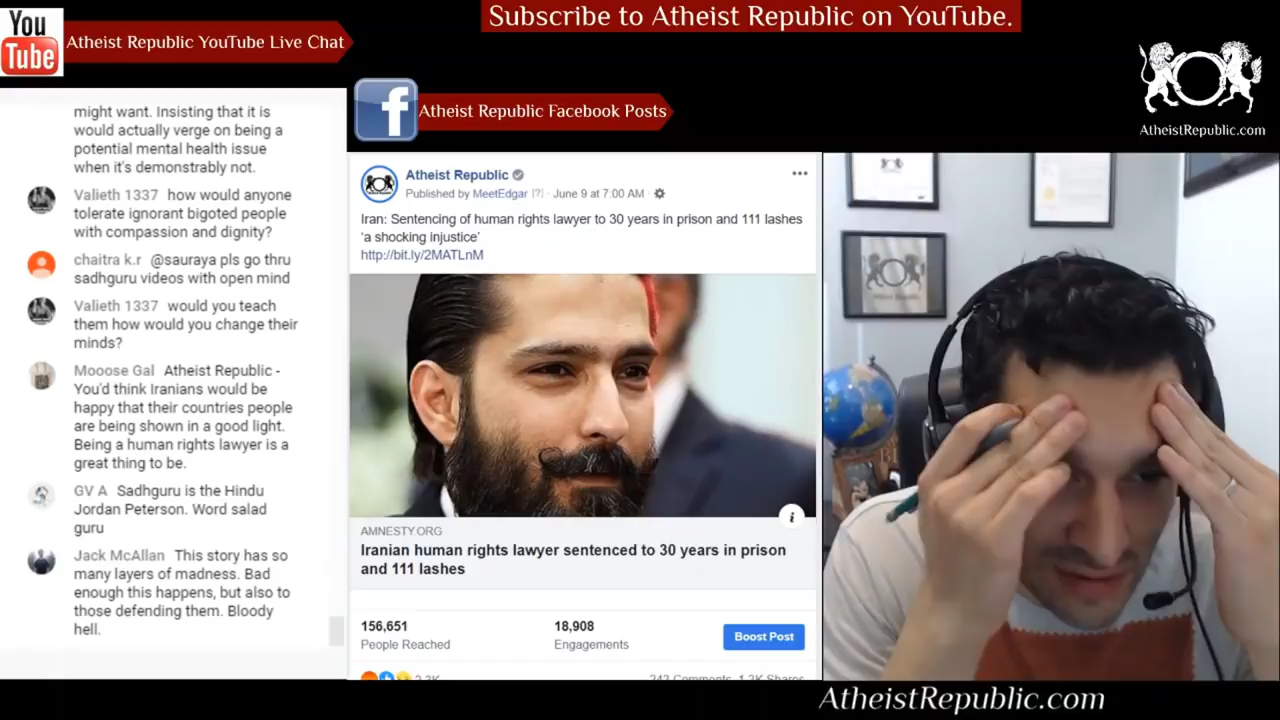 You
Tube
Atheist Republic YouTube Live Chat
Subscribe to Atheist Republic on YouTube.
AtheistRepublic.com
Atheist Republic Facebook Posts
might want. Insisting that it is
would actually verge on being a
potential mental health issue
when it's demonstrably not.
Valieth 1337 how would anyone
tolerate ignorant bigoted people
with compassion and dignity?
chaitra k.r @sauraya pls go thru
sadhguru videos with open mind
Valieth 1337 would you teach
them how would you change their
minds?
Mooose Gal Atheist Republic -
You'd think Iranians would be
happy that their countries people
are being shown in a good light.
Being a human rights lawyer is a
great thing to be.
GV A Sadhguru is the Hindu
Jordan Peterson. Word salad
guru
Jack McAllan This story has so
many layers of madness. Bad
enough this happens, but also to
those defending them. Bloody
hell.
Atheist Republic
Published by MeetEdgar [?] · June 9 at 7:00 AM ·
Iran: Sentencing of human rights lawyer to 30 years in prison and 111 lashes
‘a shocking injustice’
http://bit.ly/2MATLnM
AMNESTY.ORG
Iranian human rights lawyer sentenced to 30 years in prison
and 111 lashes
156,651
People Reached
18,908
Engagements
Boost Post
2.3K
242 Comments 1.2K Shares
AtheistRepublic.com